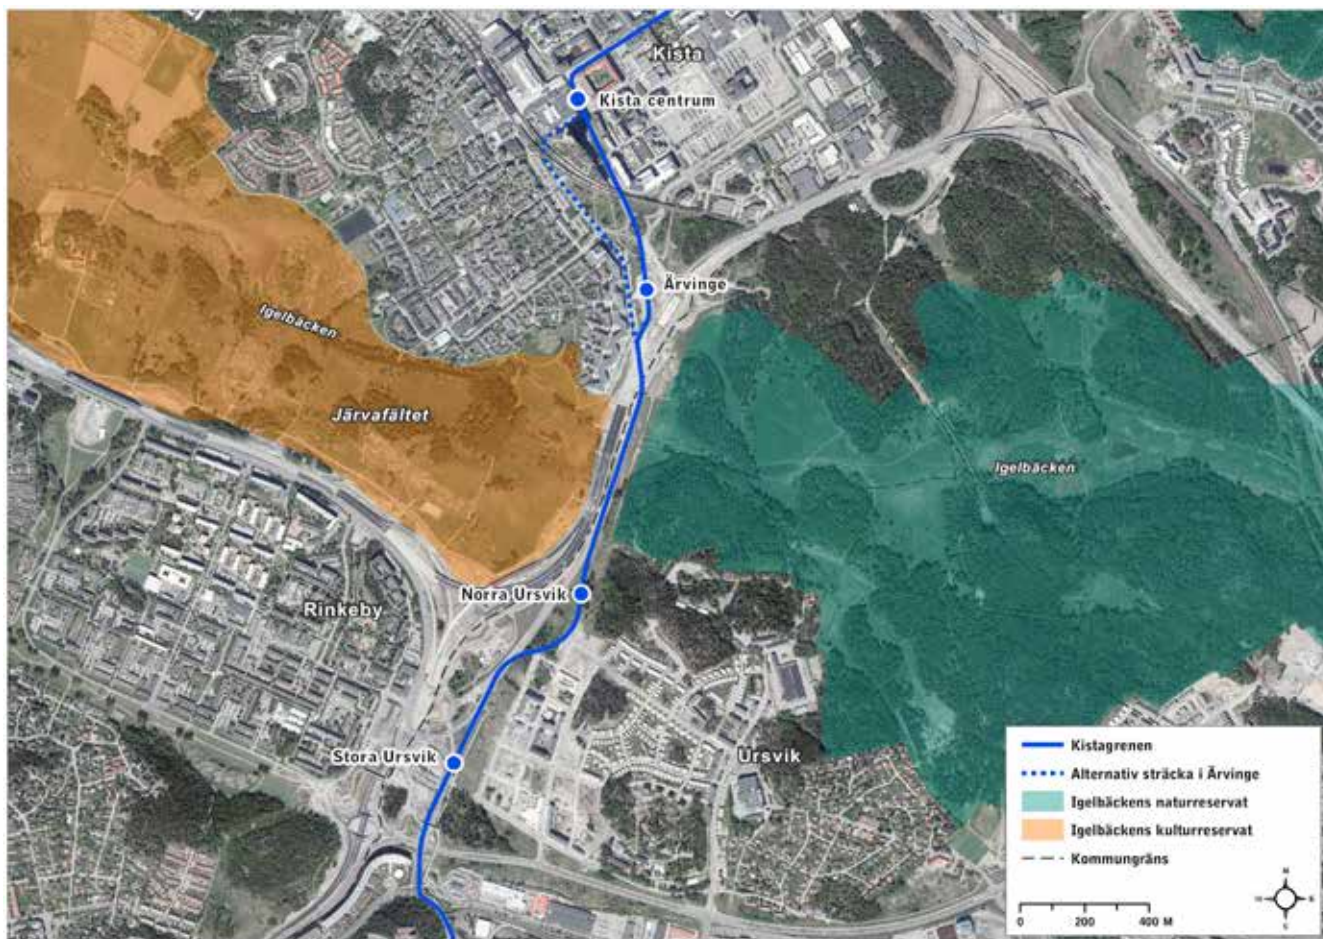 Kista
Kista centrum
Ärvinge
Igelbäcken
Järvafältet
Igelbäcken
Norra Ursvik
Rinkeby
Stora Ursvik
Ursvik
Kistagrenen
Alternativ sträcka i Ärvinge
Igelbäckens naturreservat
Igelbäckens kulturreservat
Kommungräns
0 200 400 M